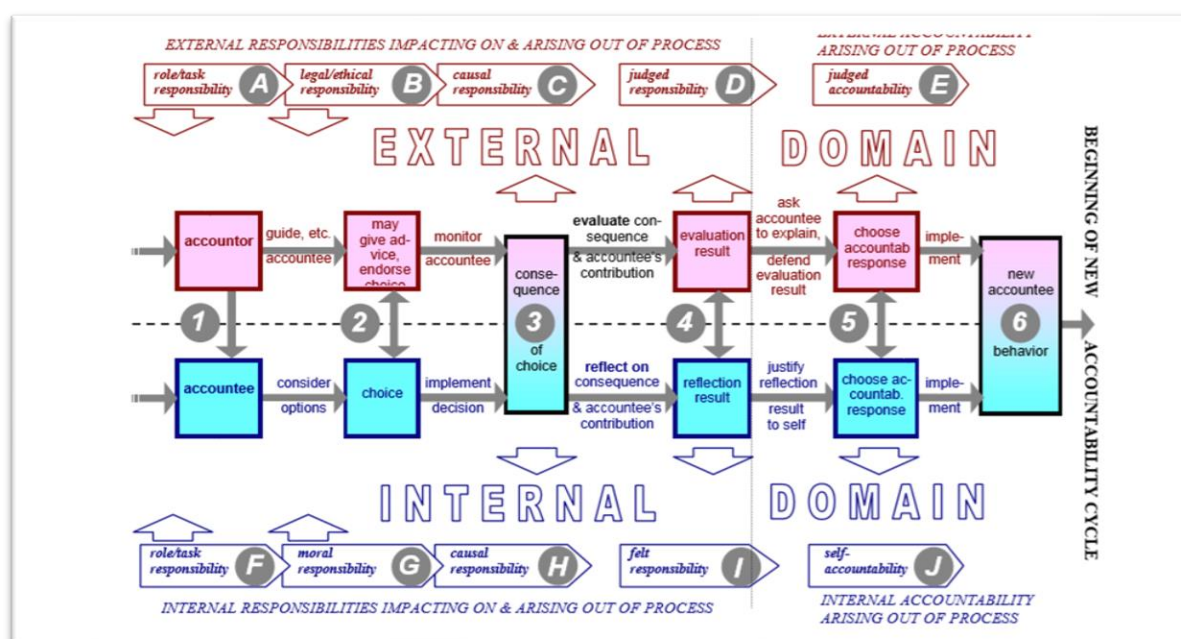 EXTERNAL ACCOUNTABILITY
EXTERNAL RESPONSIBILITIES IMPACTING ON & ARISING OUT OF PROCESS
ARISING OUT OF PROCESS
role/task
responsibility
A
legal/ethical
responsibility
B
causal
responsibility
C
judged
responsibility
D
judged
accountability
E
EXTERNAL DOMAIN
accountor
guide, etc.
accountee
may
give ad-
vice,
endorse
choice
monitor
accountee
evaluate con-
sequence
& accountee's
contribution
evaluation
result
ask
accountee
to explain,
defend
evaluation
result
choose
accountab
response
imple-
ment
1
2
conse-
quence
3
of
choice
4
5
new
accountee
6
behavior
accountee
consider
options
choice
implement
decision
reflect on
consequence
& accountee's
contribution
reflection
result
justify
reflection
result
to self
choose ac-
countab.
response
imple-
ment
INTERNAL DOMAIN
role/task
responsibility
F
moral
responsibility
G
causal
responsibility
H
felt
responsibility
I
self-
accountability
J
INTERNAL RESPONSIBILITIES IMPACTING ON & ARISING OUT OF PROCESS
INTERNAL ACCOUNTABILITY
ARISING OUT OF PROCESS
BEGINNING OF NEW ACCOUNTABILITY CYCLE